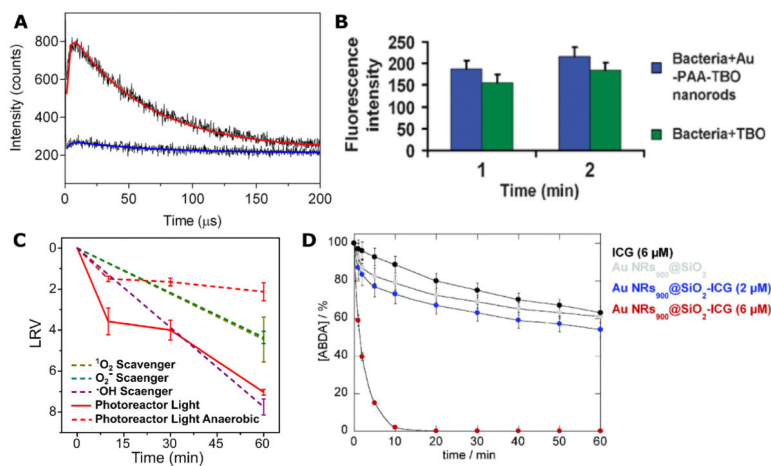 A
Intensity (counts)
800
600
400
200
0
50
100
150
200
Time (µs)
B
Fluorescence
intensity
250
200
150
100
50
0
1
2
Time (min)
Bacteria+Au
-PAA-TBO
nanorods
Bacteria+TBO
C
LRV
0
2
4
6
8
0
15
30
45
60
Time (min)
¹O₂ Scavenger
O₂⁻ Scaenger
·OH Scaenger
Photoreactor Light
Photoreactor Light Anaerobic
D
[ABDA] / %
100
80
60
40
20
0
0
10
20
30
40
50
60
time / min
ICG (6 µM)
Au NRs₉₀₀@SiO₂
Au NRs₉₀₀@SiO₂-ICG (2 µM)
Au NRs₉₀₀@SiO₂-ICG (6 µM)